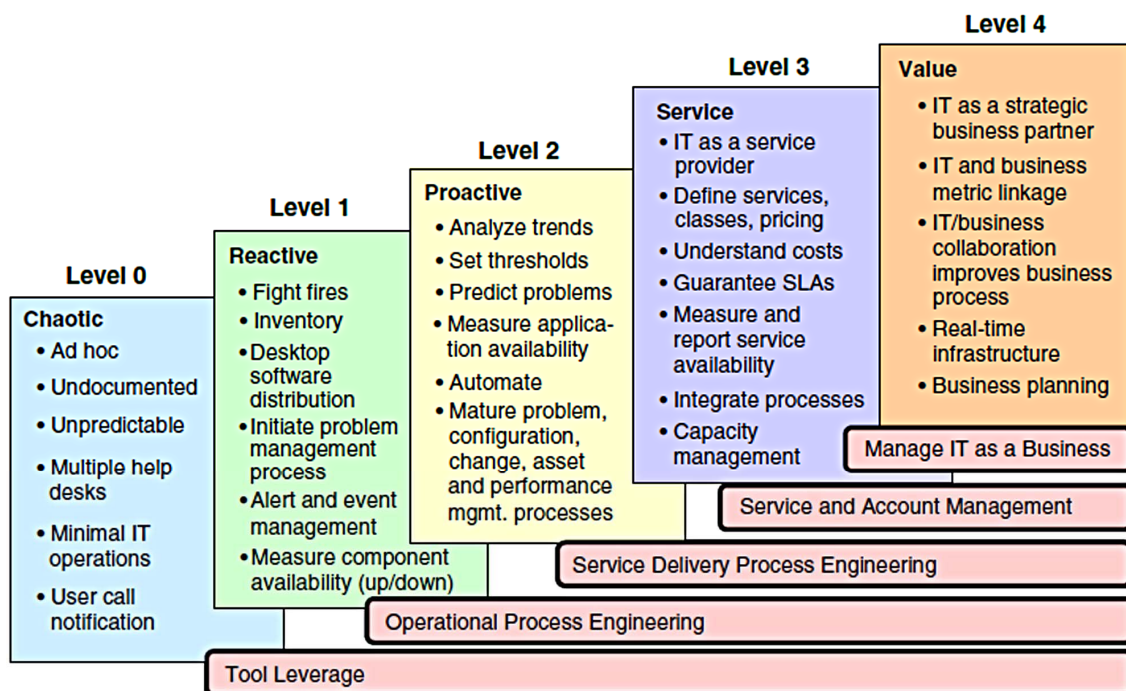 Level 0
Chaotic
• Ad hoc
• Undocumented
• Unpredictable
• Multiple help
desks
• Minimal IT
operations
• User call
notification
Level 1
Reactive
• Fight fires
• Inventory
• Desktop
software
distribution
• Initiate problem
management
process
• Alert and event
management
• Measure component
availability (up/down)
Level 2
Proactive
• Analyze trends
• Set thresholds
• Predict problems
• Measure applica-
tion availability
• Automate
• Mature problem,
configuration,
change, asset
and performance
mgmt. processes
Level 3
Service
• IT as a service
provider
• Define services,
classes, pricing
• Understand costs
• Guarantee SLAs
• Measure and
report service
availability
• Integrate processes
• Capacity
management
Level 4
Value
• IT as a strategic
business partner
• IT and business
metric linkage
• IT/business
collaboration
improves business
process
• Real-time
infrastructure
• Business planning
Manage IT as a Business
Service and Account Management
Service Delivery Process Engineering
Operational Process Engineering
Tool Leverage